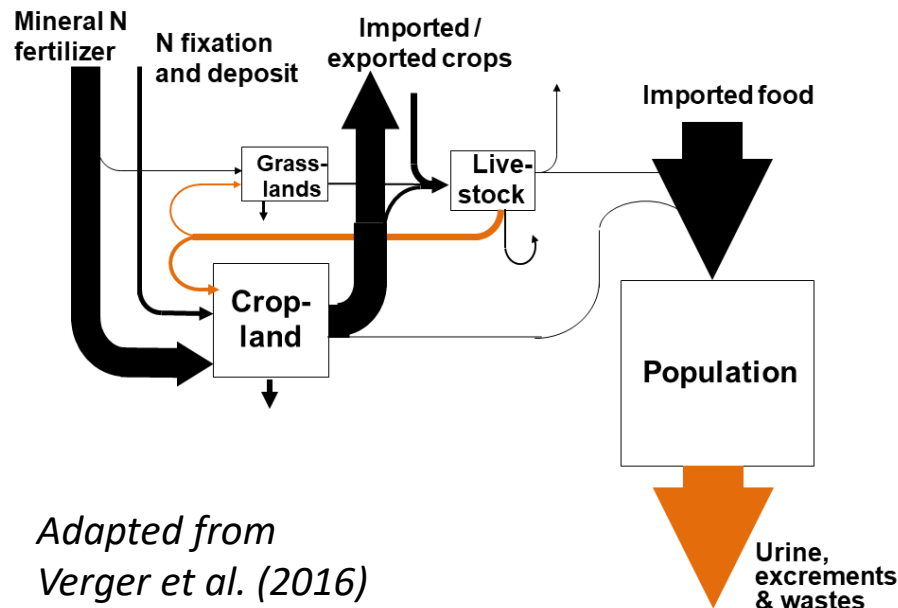 Mineral N
fertilizer
N fixation
and deposit
Imported /
exported crops
Imported food
Grass-
lands
Live-
stock
Crop-
land
Population
Adapted from
Verger et al. (2016)
Urine,
excrements
& wastes